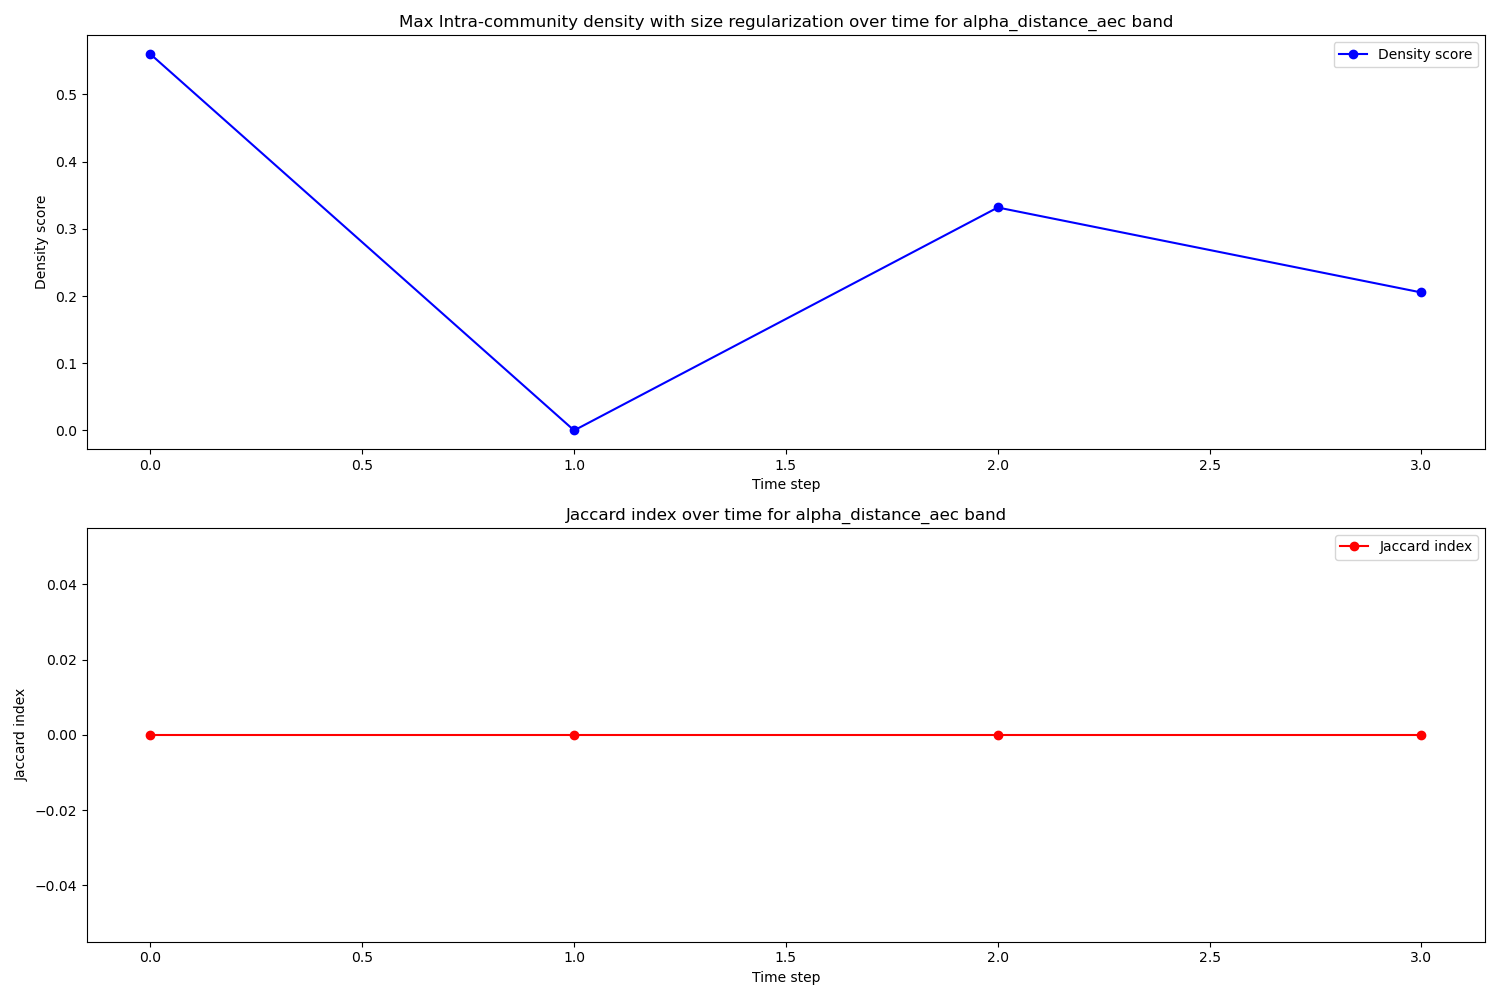 Max Intra-community density with size regularization over time for alpha_distance_aec band
Density score
0.5
0.4
0.3
0.2
0.1
0.0
Density score
0.0 0.5 1.0 1.5 2.0 2.5 3.0
Time step
Jaccard index over time for alpha_distance_aec band
Jaccard index
0.04
0.02
0.00
−0.02
−0.04
Jaccard index
0.0 0.5 1.0 1.5 2.0 2.5 3.0
Time step